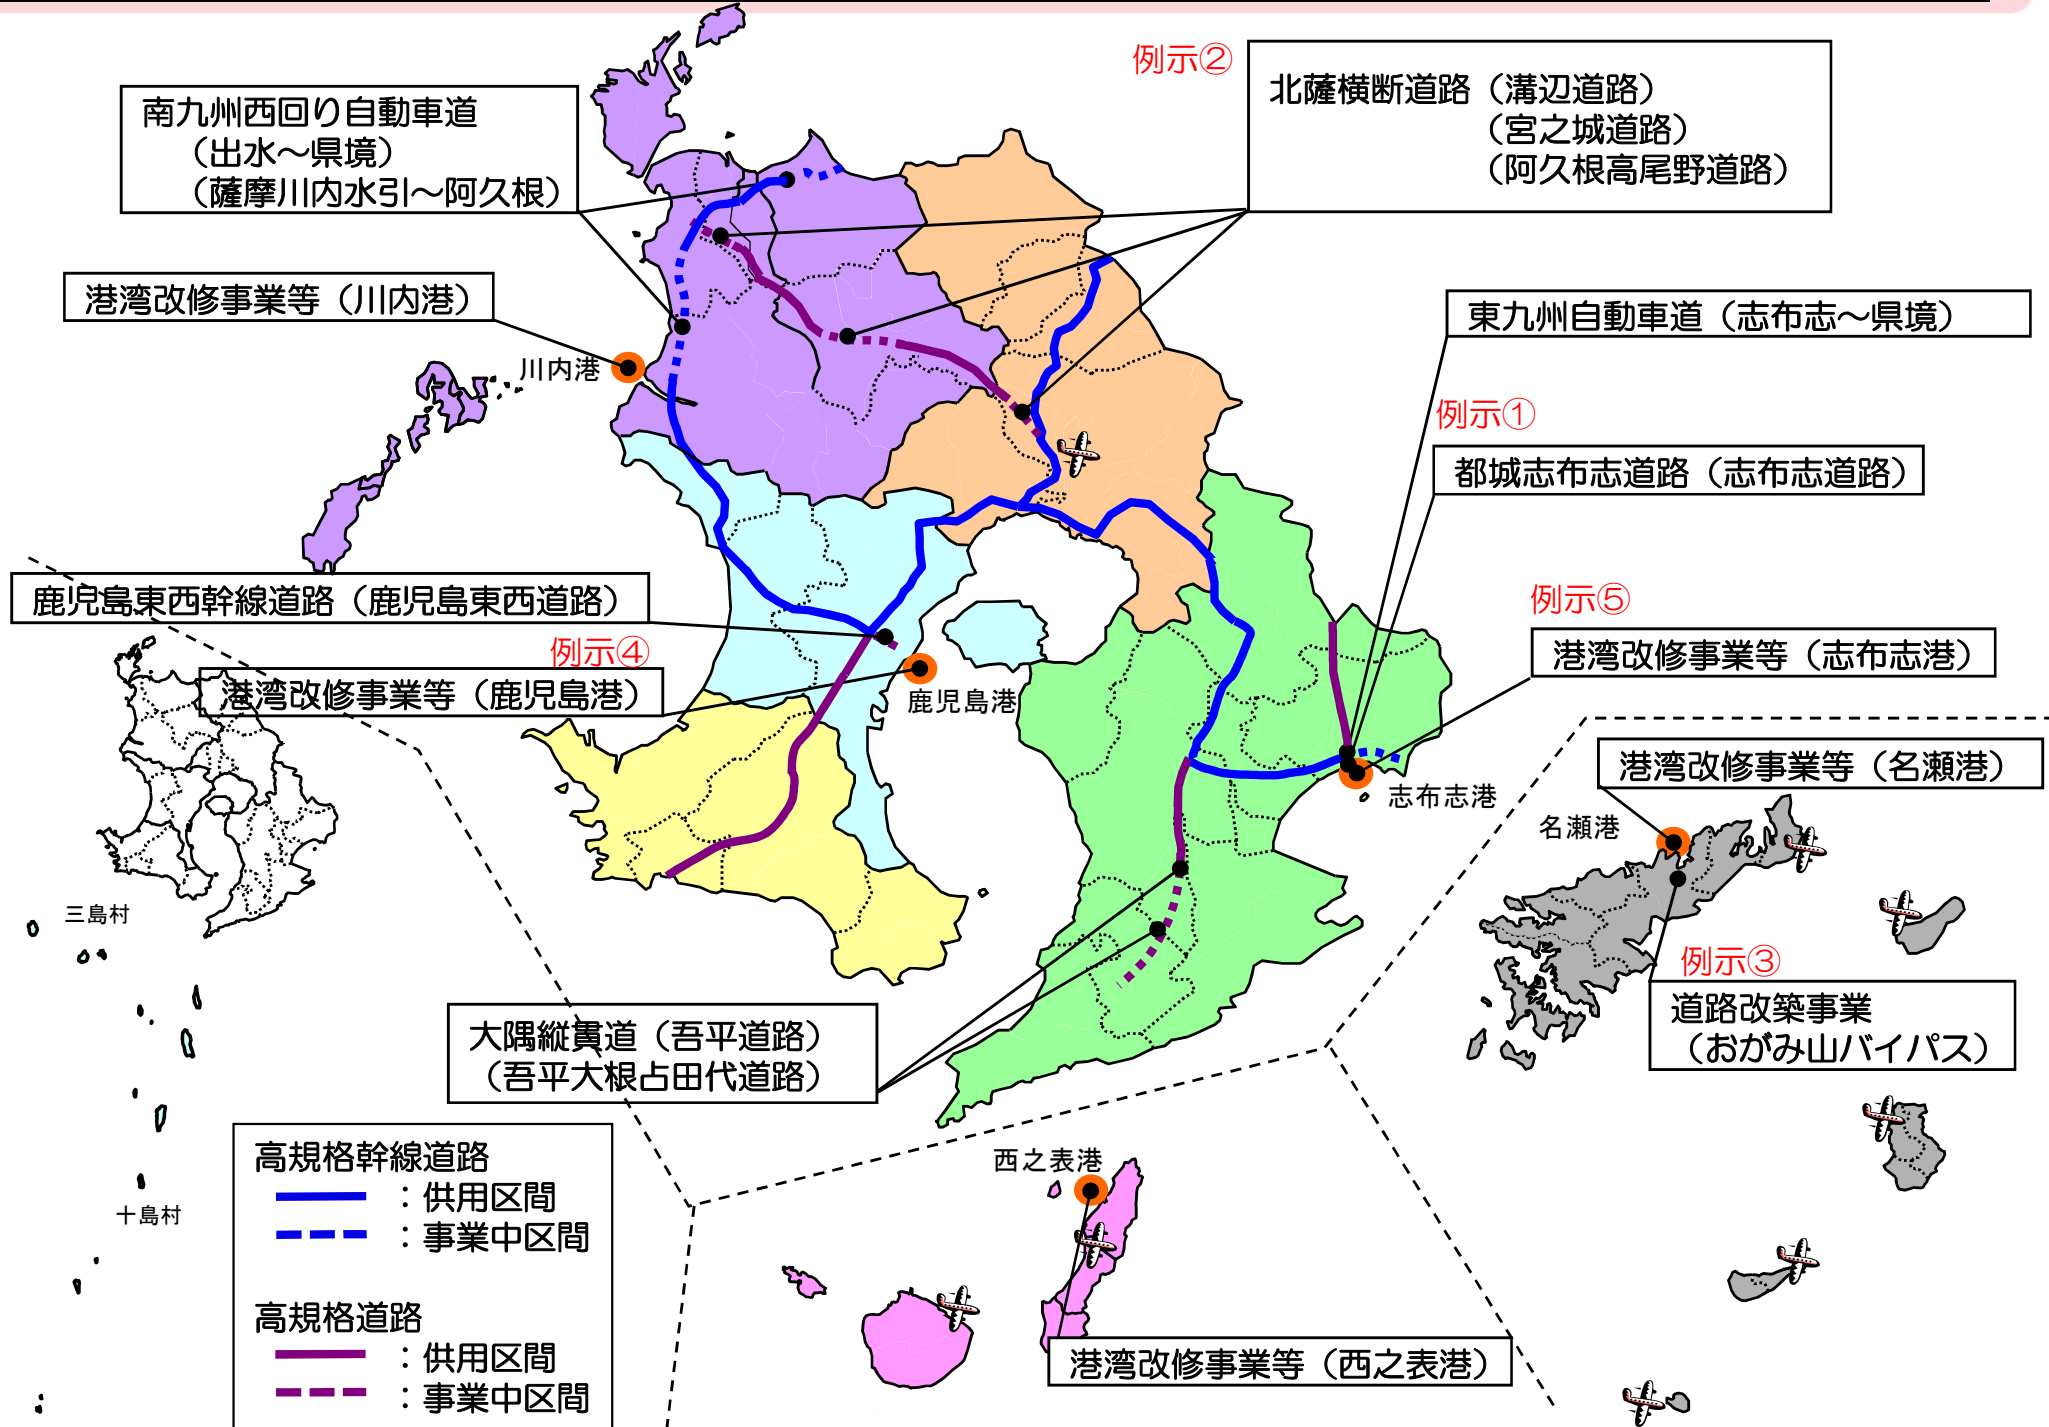 例示②
北薩横断道路（溝辺道路）
（宮之城道路）
（阿久根高尾野道路）
南九州西回り自動車道
（出水～県境）
（薩摩川内水引～阿久根）
港湾改修事業等（川内港）
川内港
東九州自動車道（志布志～県境）
例示①
都城志布志道路（志布志道路）
鹿児島東西幹線道路（鹿児島東西道路）
例示④
港湾改修事業等（鹿児島港）
鹿児島港
例示⑤
港湾改修事業等（志布志港）
志布志港
港湾改修事業等（名瀬港）
名瀬港
例示③
道路改築事業
（おがみ山バイパス）
三島村
十島村
大隅縦貫道（吾平道路）
（吾平大根占田代道路）
西之表港
港湾改修事業等（西之表港）
高規格幹線道路
：供用区間
：事業中区間
高規格道路
：供用区間
：事業中区間